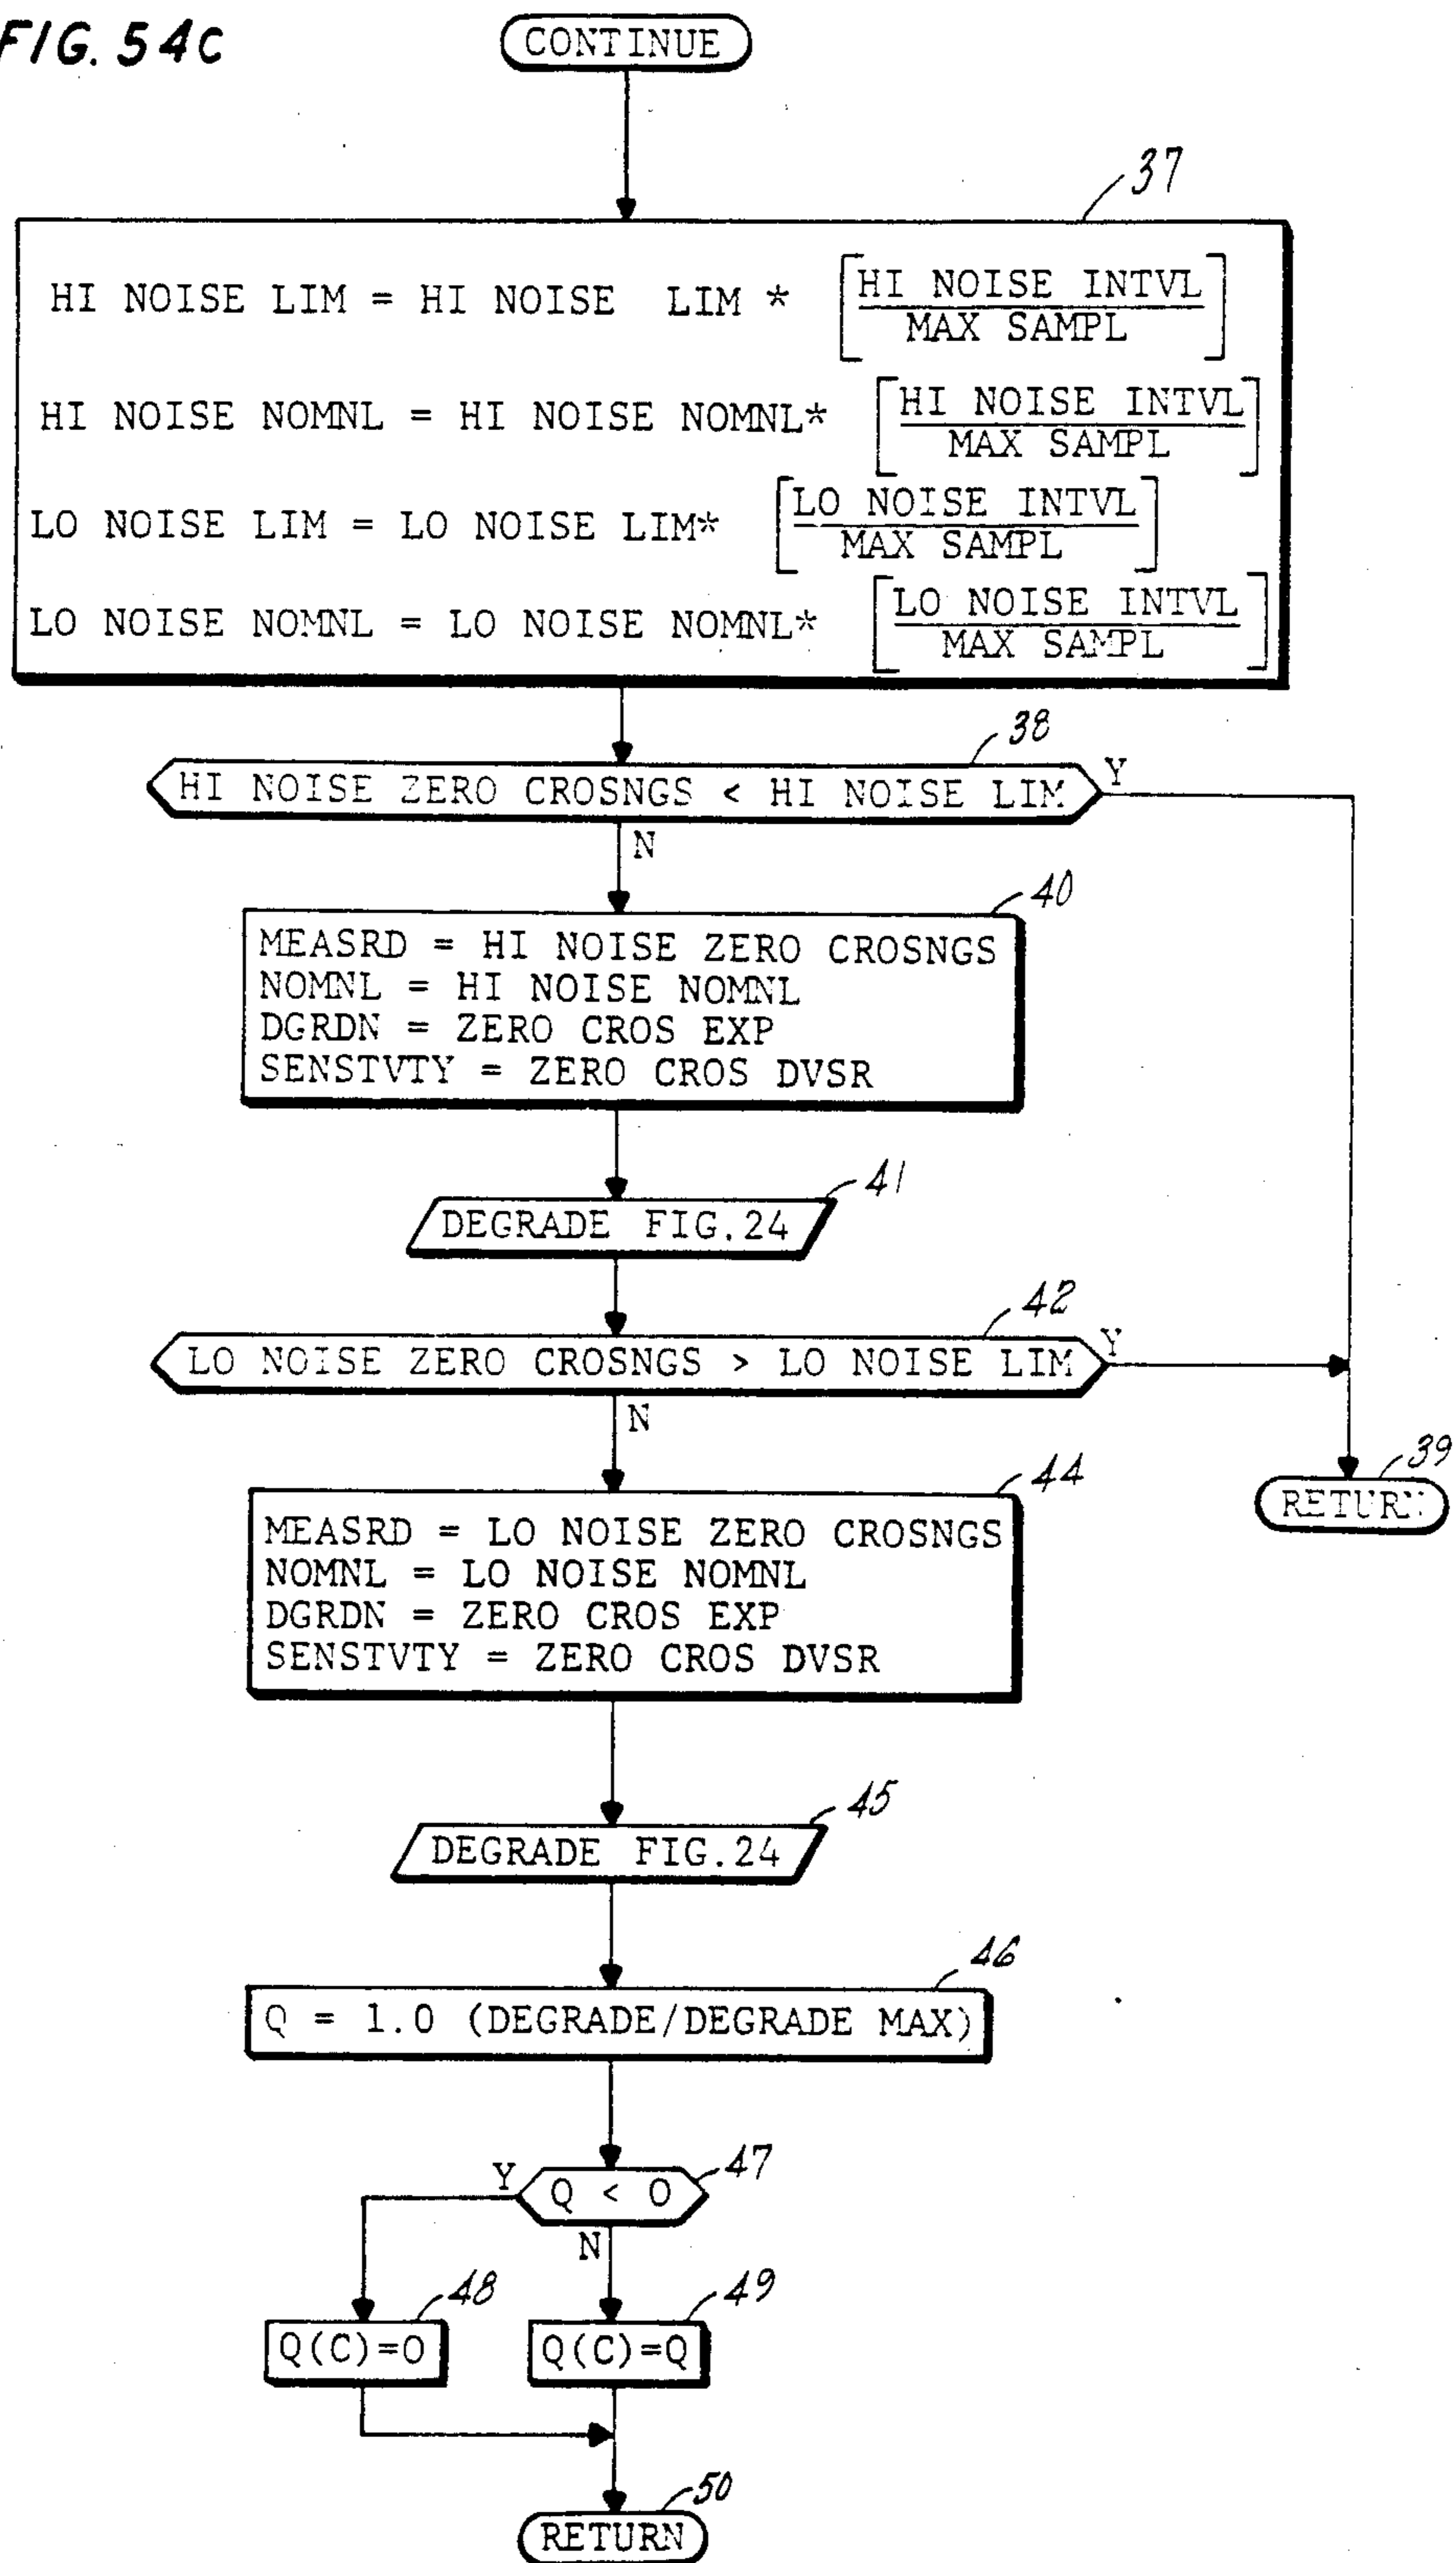 FIG. 54C
CONTINUE
37
HI NOISE LIM = HI NOISE LIM * [HI NOISE INTVL
MAX SAMPL]
HI NOISE NOMNL = HI NOISE NOMNL* [HI NOISE INTVL
MAX SAMPL]
LO NOISE LIM = LO NOISE LIM* [LO NOISE INTVL
MAX SAMPL]
LO NOISE NOMNL = LO NOISE NOMNL* [LO NOISE INTVL
MAX SAMPL]
38
HI NOISE ZERO CROSNGS < HI NOISE LIM
Y
N
40
MEASRD = HI NOISE ZERO CROSNGS
NOMNL = HI NOISE NOMNL
DGRDN = ZERO CROS EXP
SENSTVTY = ZERO CROS DVSR
41
DEGRADE FIG.24
42
LO NOISE ZERO CROSNGS > LO NOISE LIM
Y
N
39
RETURN
44
MEASRD = LO NOISE ZERO CROSNGS
NOMNL = LO NOISE NOMNL
DGRDN = ZERO CROS EXP
SENSTVTY = ZERO CROS DVSR
45
DEGRADE FIG.24
46
Q = 1.0 (DEGRADE/DEGRADE MAX)
47
Y
Q < 0
N
48
Q(C)=0
49
Q(C)=Q
50
RETURN